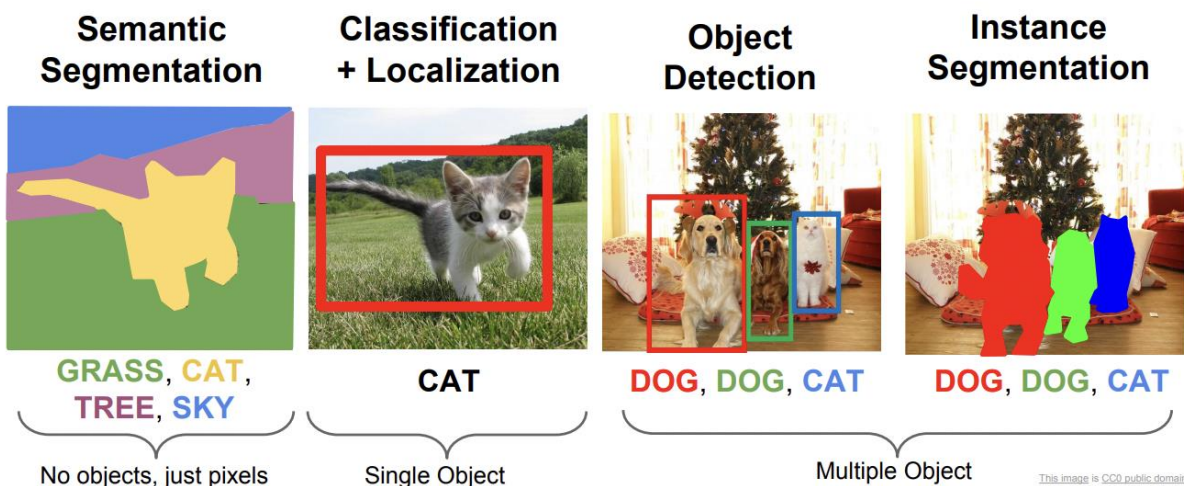 Semantic
Segmentation
Classification
+ Localization
Object
Detection
Instance
Segmentation
GRASS, CAT,
TREE, SKY
CAT
DOG, DOG, CAT
DOG, DOG, CAT
No objects, just pixels
Single Object
Multiple Object
This image is CC0 public domain